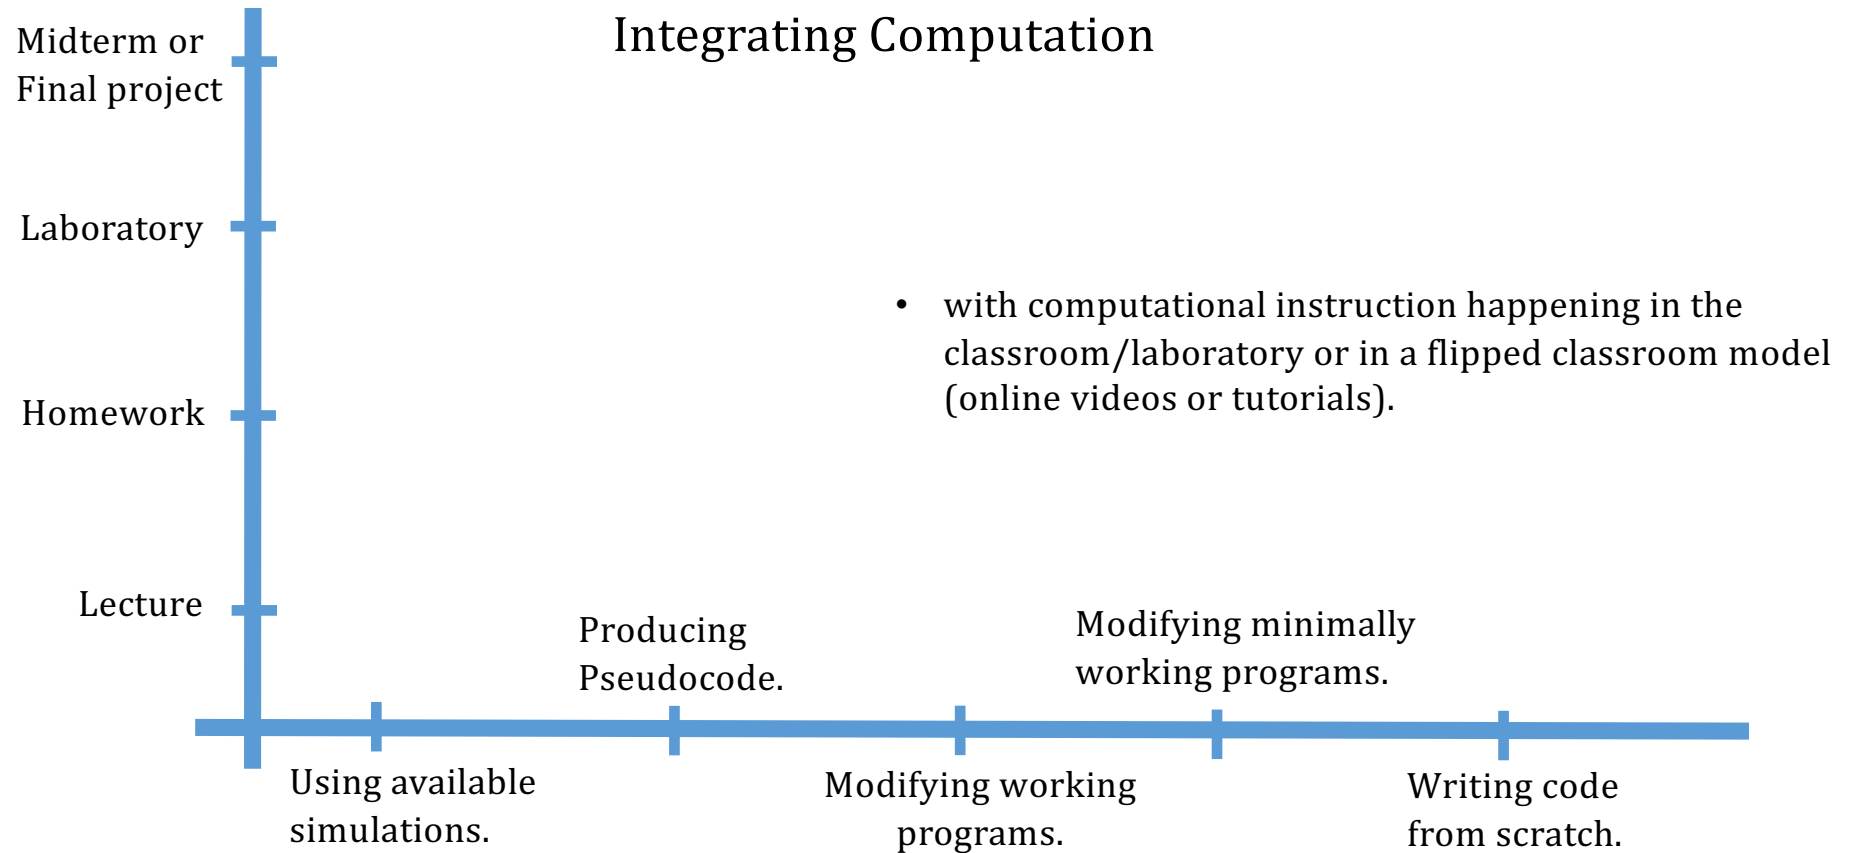 Integrating Computation
Midterm or
Final project
Laboratory
• with computational instruction happening in the
classroom/laboratory or in a flipped classroom model
(online videos or tutorials).
Homework
Lecture
Producing
Pseudocode.
Modifying minimally
working programs.
Using available
simulations.
Modifying working
programs.
Writing code
from scratch.